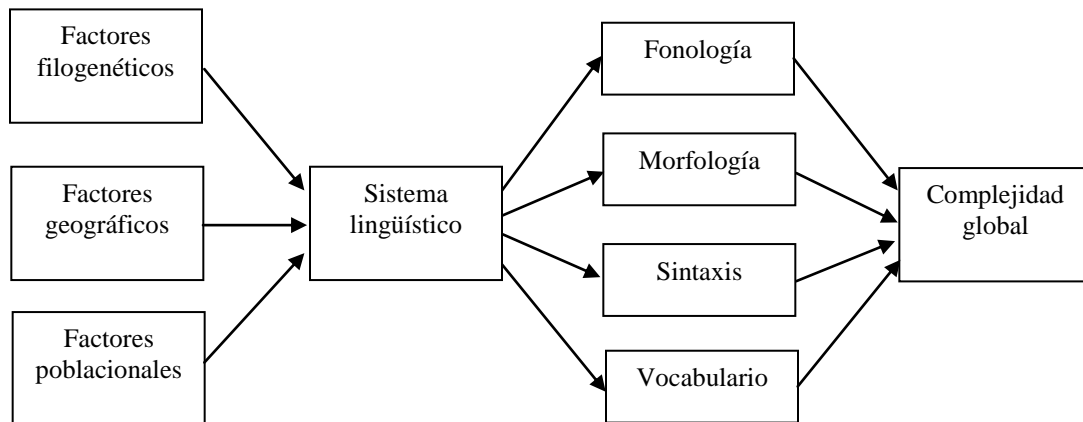 Factores
filogenéticos
Factores
geográficos
Factores
poblacionales
Sistema
lingüístico
Fonología
Morfología
Sintaxis
Vocabulario
Complejidad
global